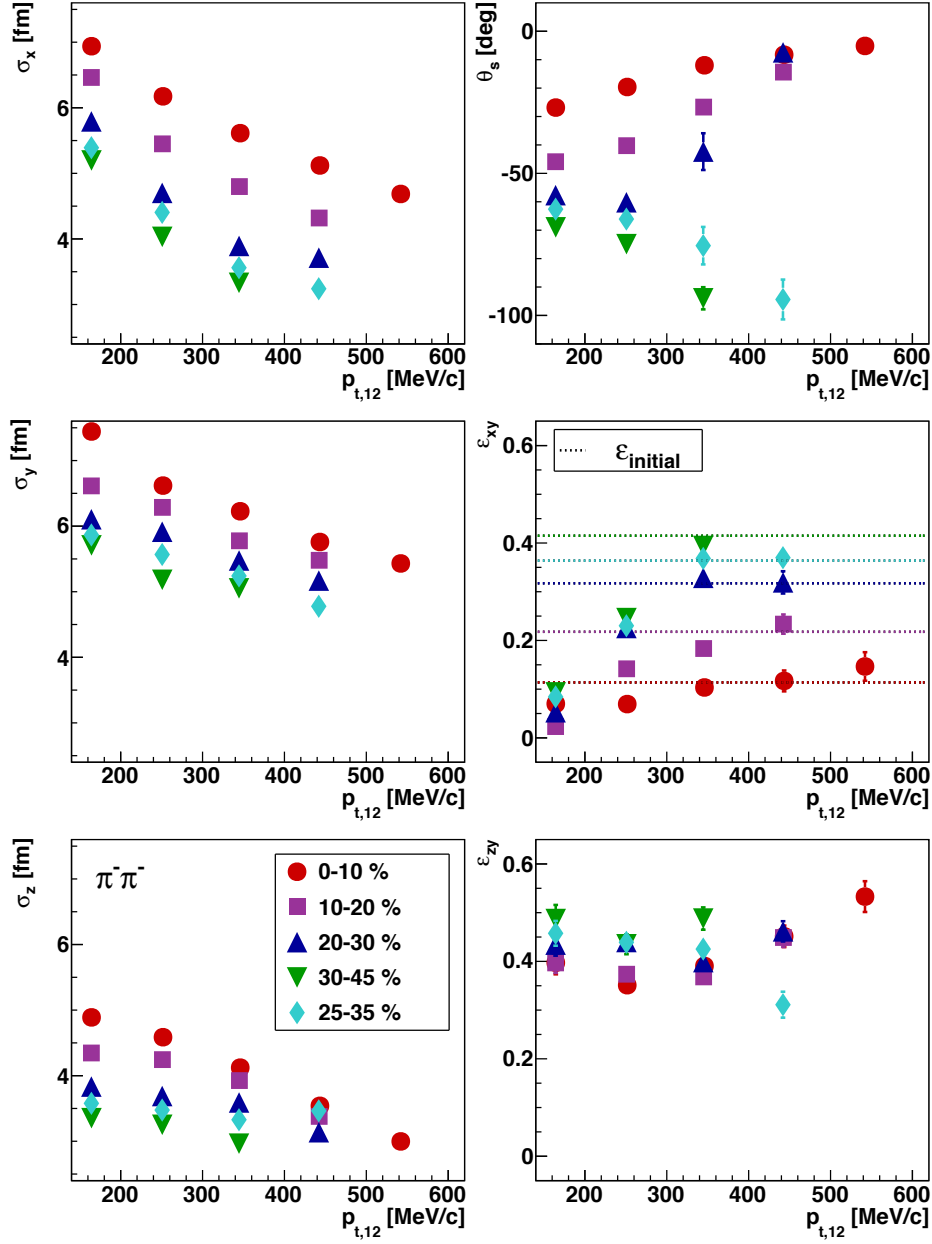 σx [fm]
6
4
200 300 400 500 600
pt,12 [MeV/c]
θs [deg]
0
-50
-100
200 300 400 500 600
pt,12 [MeV/c]
σy [fm]
6
4
200 300 400 500 600
pt,12 [MeV/c]
εxy
0.6
0.4
0.2
0
εinitial
200 300 400 500 600
pt,12 [MeV/c]
σz [fm]
6
4
π-π-
0-10 %
10-20 %
20-30 %
30-45 %
25-35 %
200 300 400 500 600
pt,12 [MeV/c]
εzy
0.6
0.4
0.2
0
200 300 400 500 600
pt,12 [MeV/c]